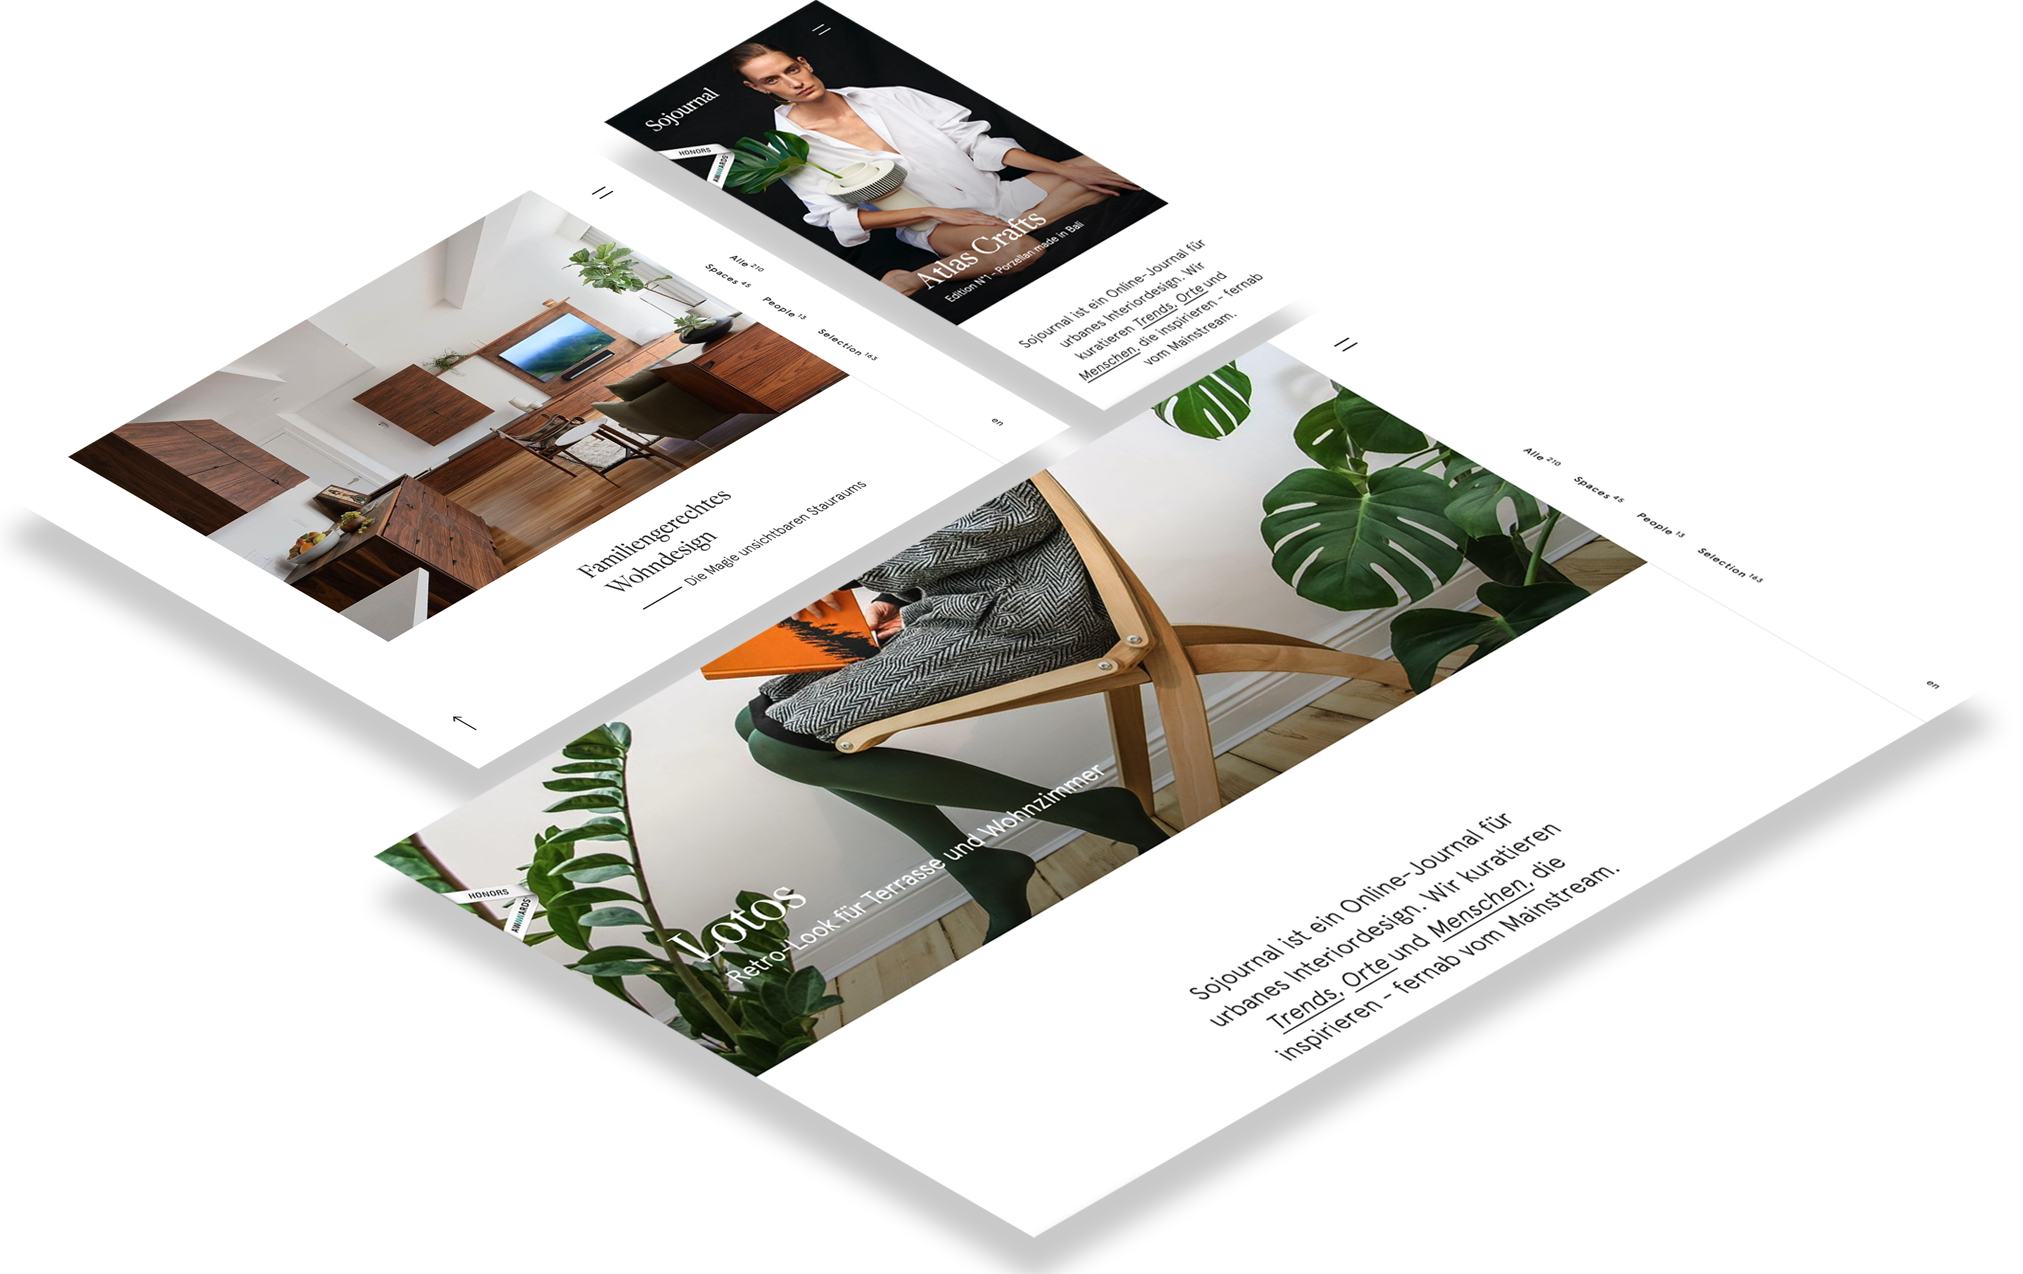 Sojournal
HONORS
AWWWARDS
Atlas Crafts
Edition N°1 – Porzellan made in Bali
Sojournal ist ein Online-Journal für
urbanes Interiordesign. Wir
kuratieren Trends, Orte und
Menschen, die inspirieren – fernab
vom Mainstream.
Alle 210
Spaces 45
People 13
Selection 163
en
Familiengerechtes
Wohndesign
Die Magie unsichtbaren Stauraums
Alle 210
Spaces 45
People 13
Selection 163
en
HONORS
AWWWARDS
Lotos
Retro-Look für Terrasse und Wohnzimmer
Sojournal ist ein Online-Journal für
urbanes Interiordesign. Wir kuratieren
Trends, Orte und Menschen, die
inspirieren – fernab vom Mainstream.